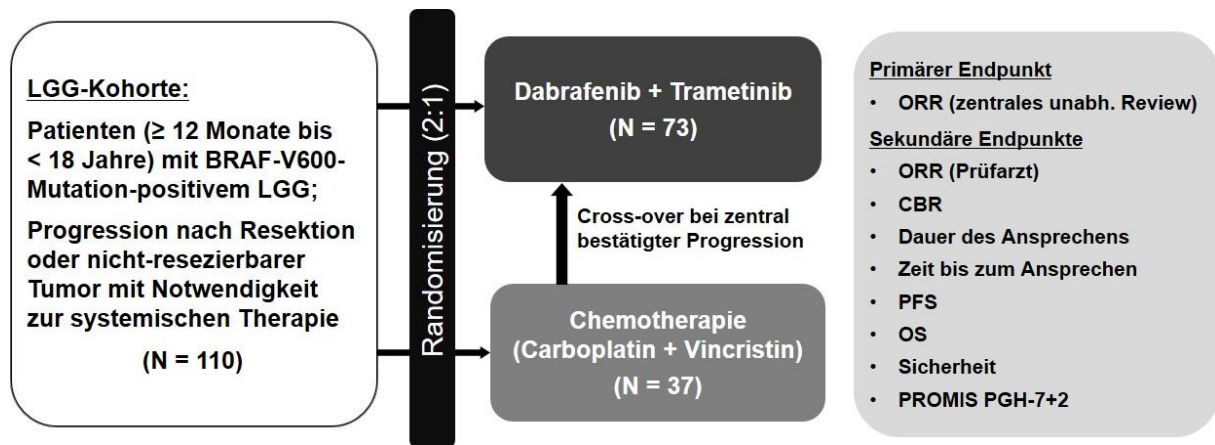 LGG-Kohorte:
Patienten (≥ 12 Monate bis
< 18 Jahre) mit BRAF-V600-
Mutation-positivem LGG;
Progression nach Resektion
oder nicht-resezierbarer
Tumor mit Notwendigkeit
zur systemischen Therapie
(N = 110)
Randomisierung (2:1)
Dabrafenib + Trametinib
(N = 73)
Cross-over bei zentral
bestätigter Progression
Chemotherapie
(Carboplatin + Vincristin)
(N = 37)
Primärer Endpunkt
• ORR (zentrales unabh. Review)
Sekundäre Endpunkte
• ORR (Prüfarzt)
• CBR
• Dauer des Ansprechens
• Zeit bis zum Ansprechen
• PFS
• OS
• Sicherheit
• PROMIS PGH-7+2